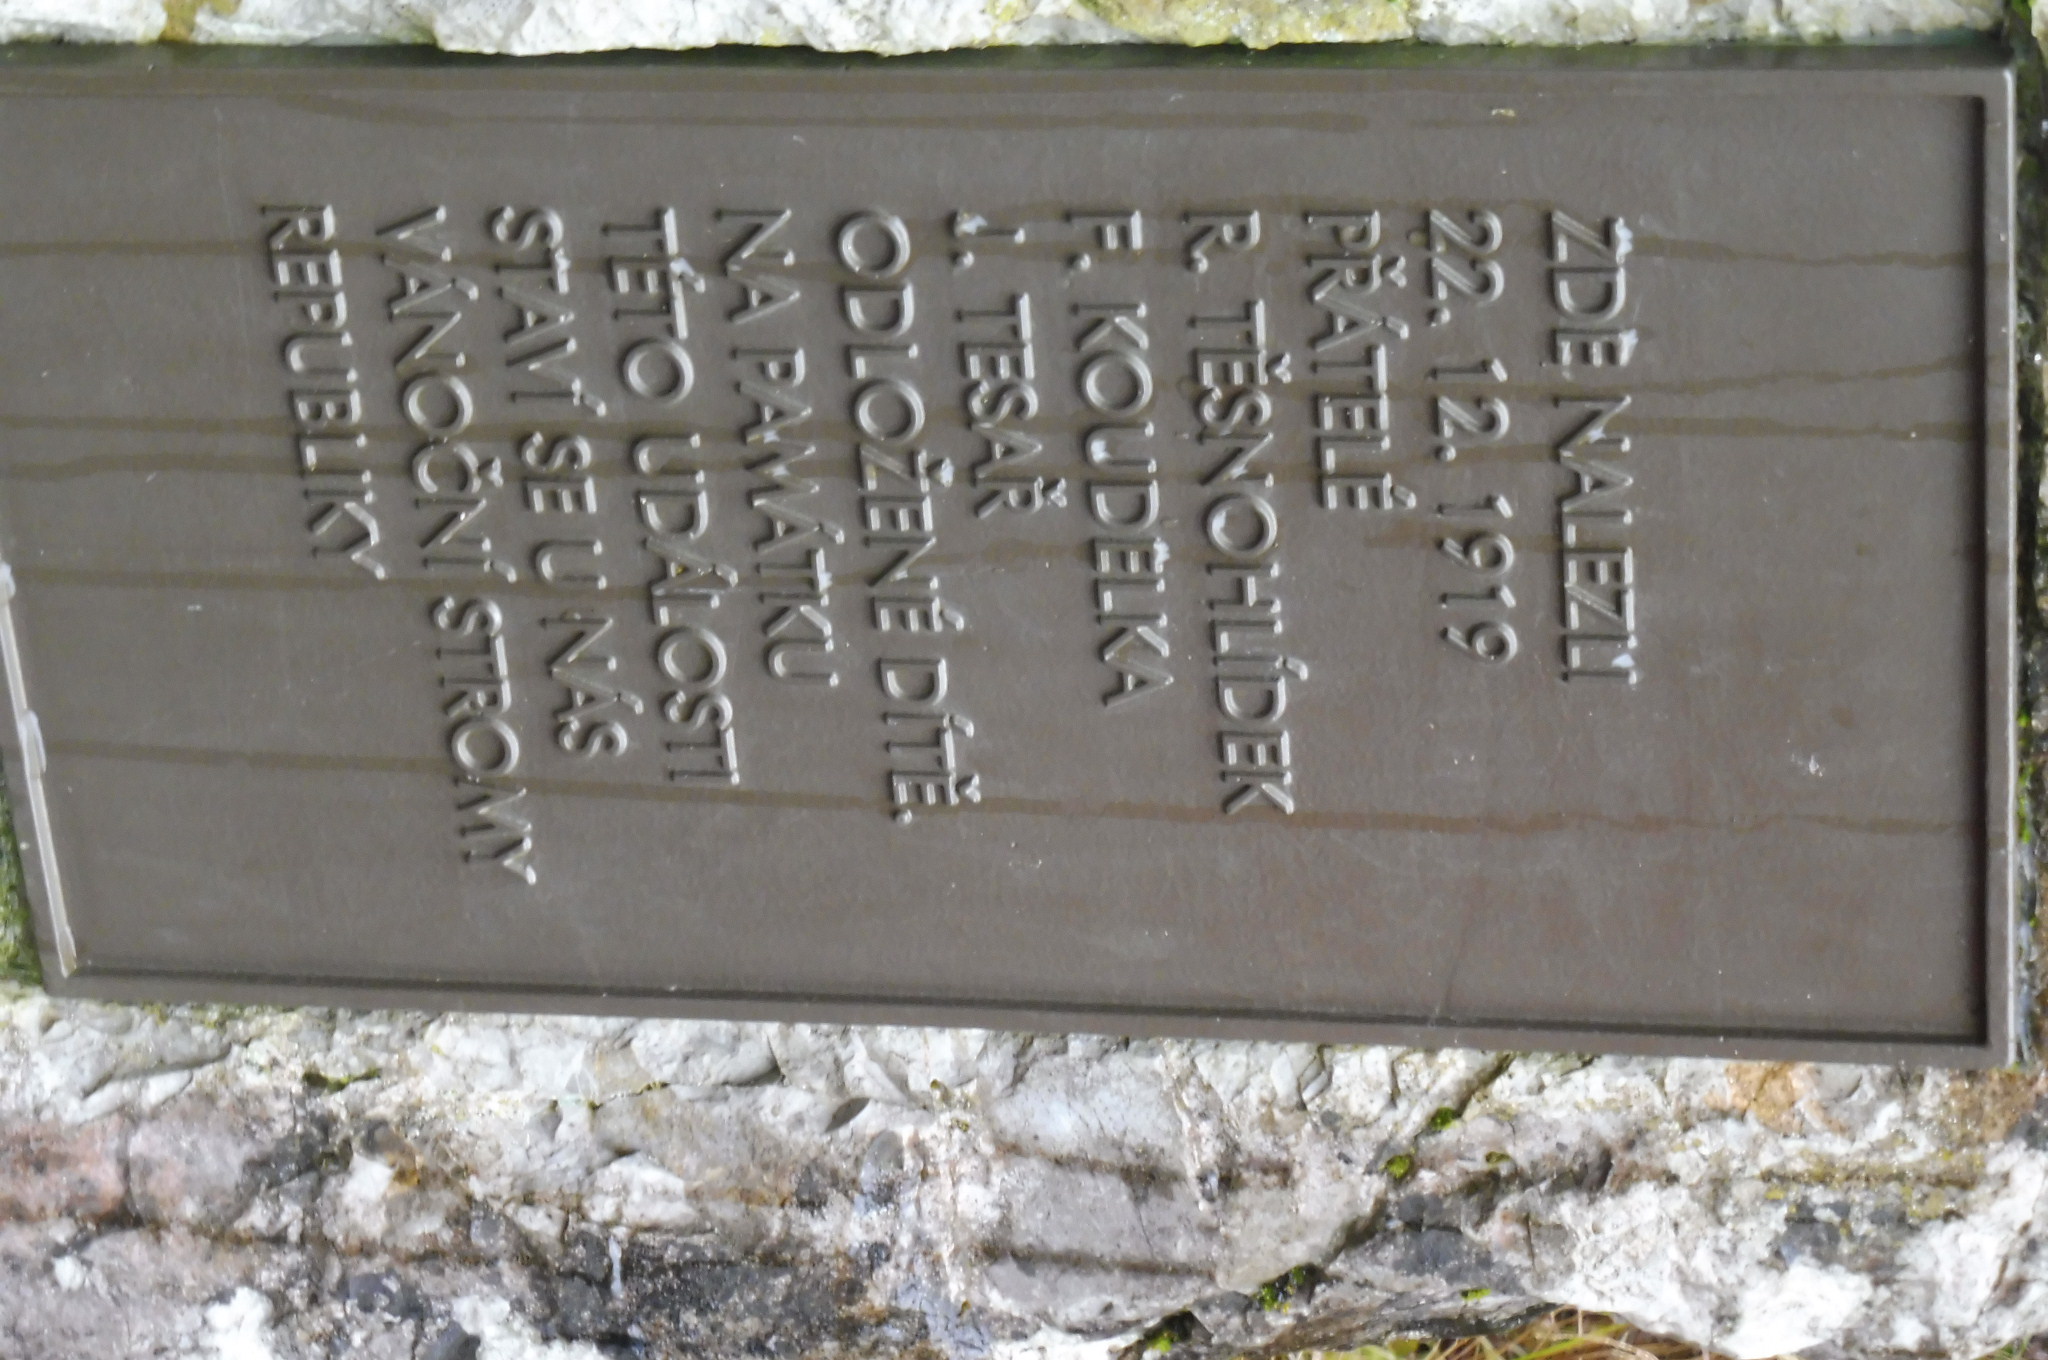 ZDE NALEZLI
22. 12. 1919
PŘÁTELÉ
R. TĚSNOHLÍDEK
F. KOUDELKA
J. TESAŘ
ODLOŽENÉ DÍTĚ.
NA PAMÁTKU
TÉTO UDÁLOSTI
STAVÍ SE U NÁS
VÁNOČNÍ STROMY
REPUBLIKY